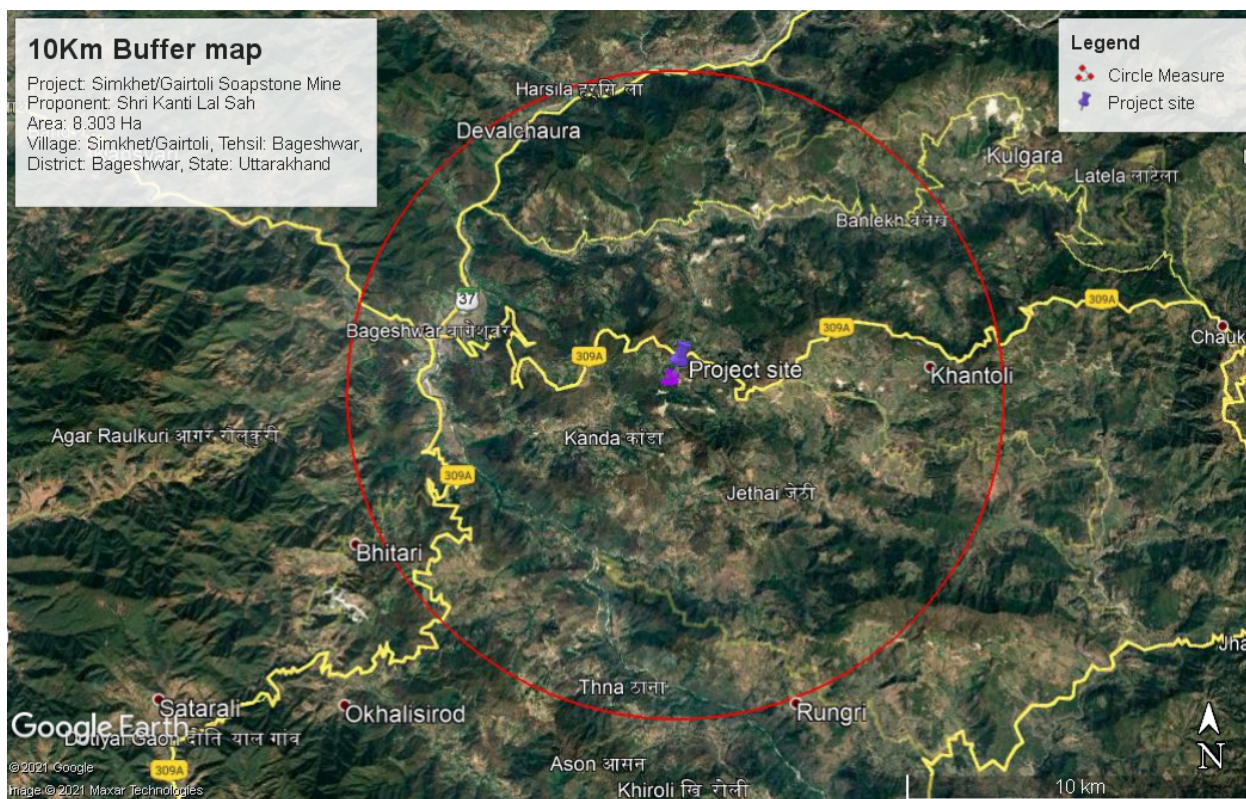 10Km Buffer map
Project: Simkhet/Gairtoli Soapstone Mine
Proponent: Shri Kanti Lal Sah
Area: 8.303 Ha
Village: Simkhet/Gairtoli, Tehsil: Bageshwar,
District: Bageshwar, State: Uttarakhand
Legend
Circle Measure
Project site
Harsila
Devalchaura
Kulgara
Latela लाटेला
Banlekh बनलेख
37
309A
Bageshwar बागेश्वर
309A
309A
Chauk
Project site
Khantoli
Agar Raulkuri आगर रौलकुरी
Kanda कांडा
309A
Jethai जेठी
Bhitari
Thna ठाना
Satarali
Okhalisirod
Rungri
Jha
Google Earth
Dotiyal Gaon दोति याल गांव
Ason आसन
309A
Khiroli खि रोली
10 km
N
© 2021 Google
Image © 2021 Maxar Technologies